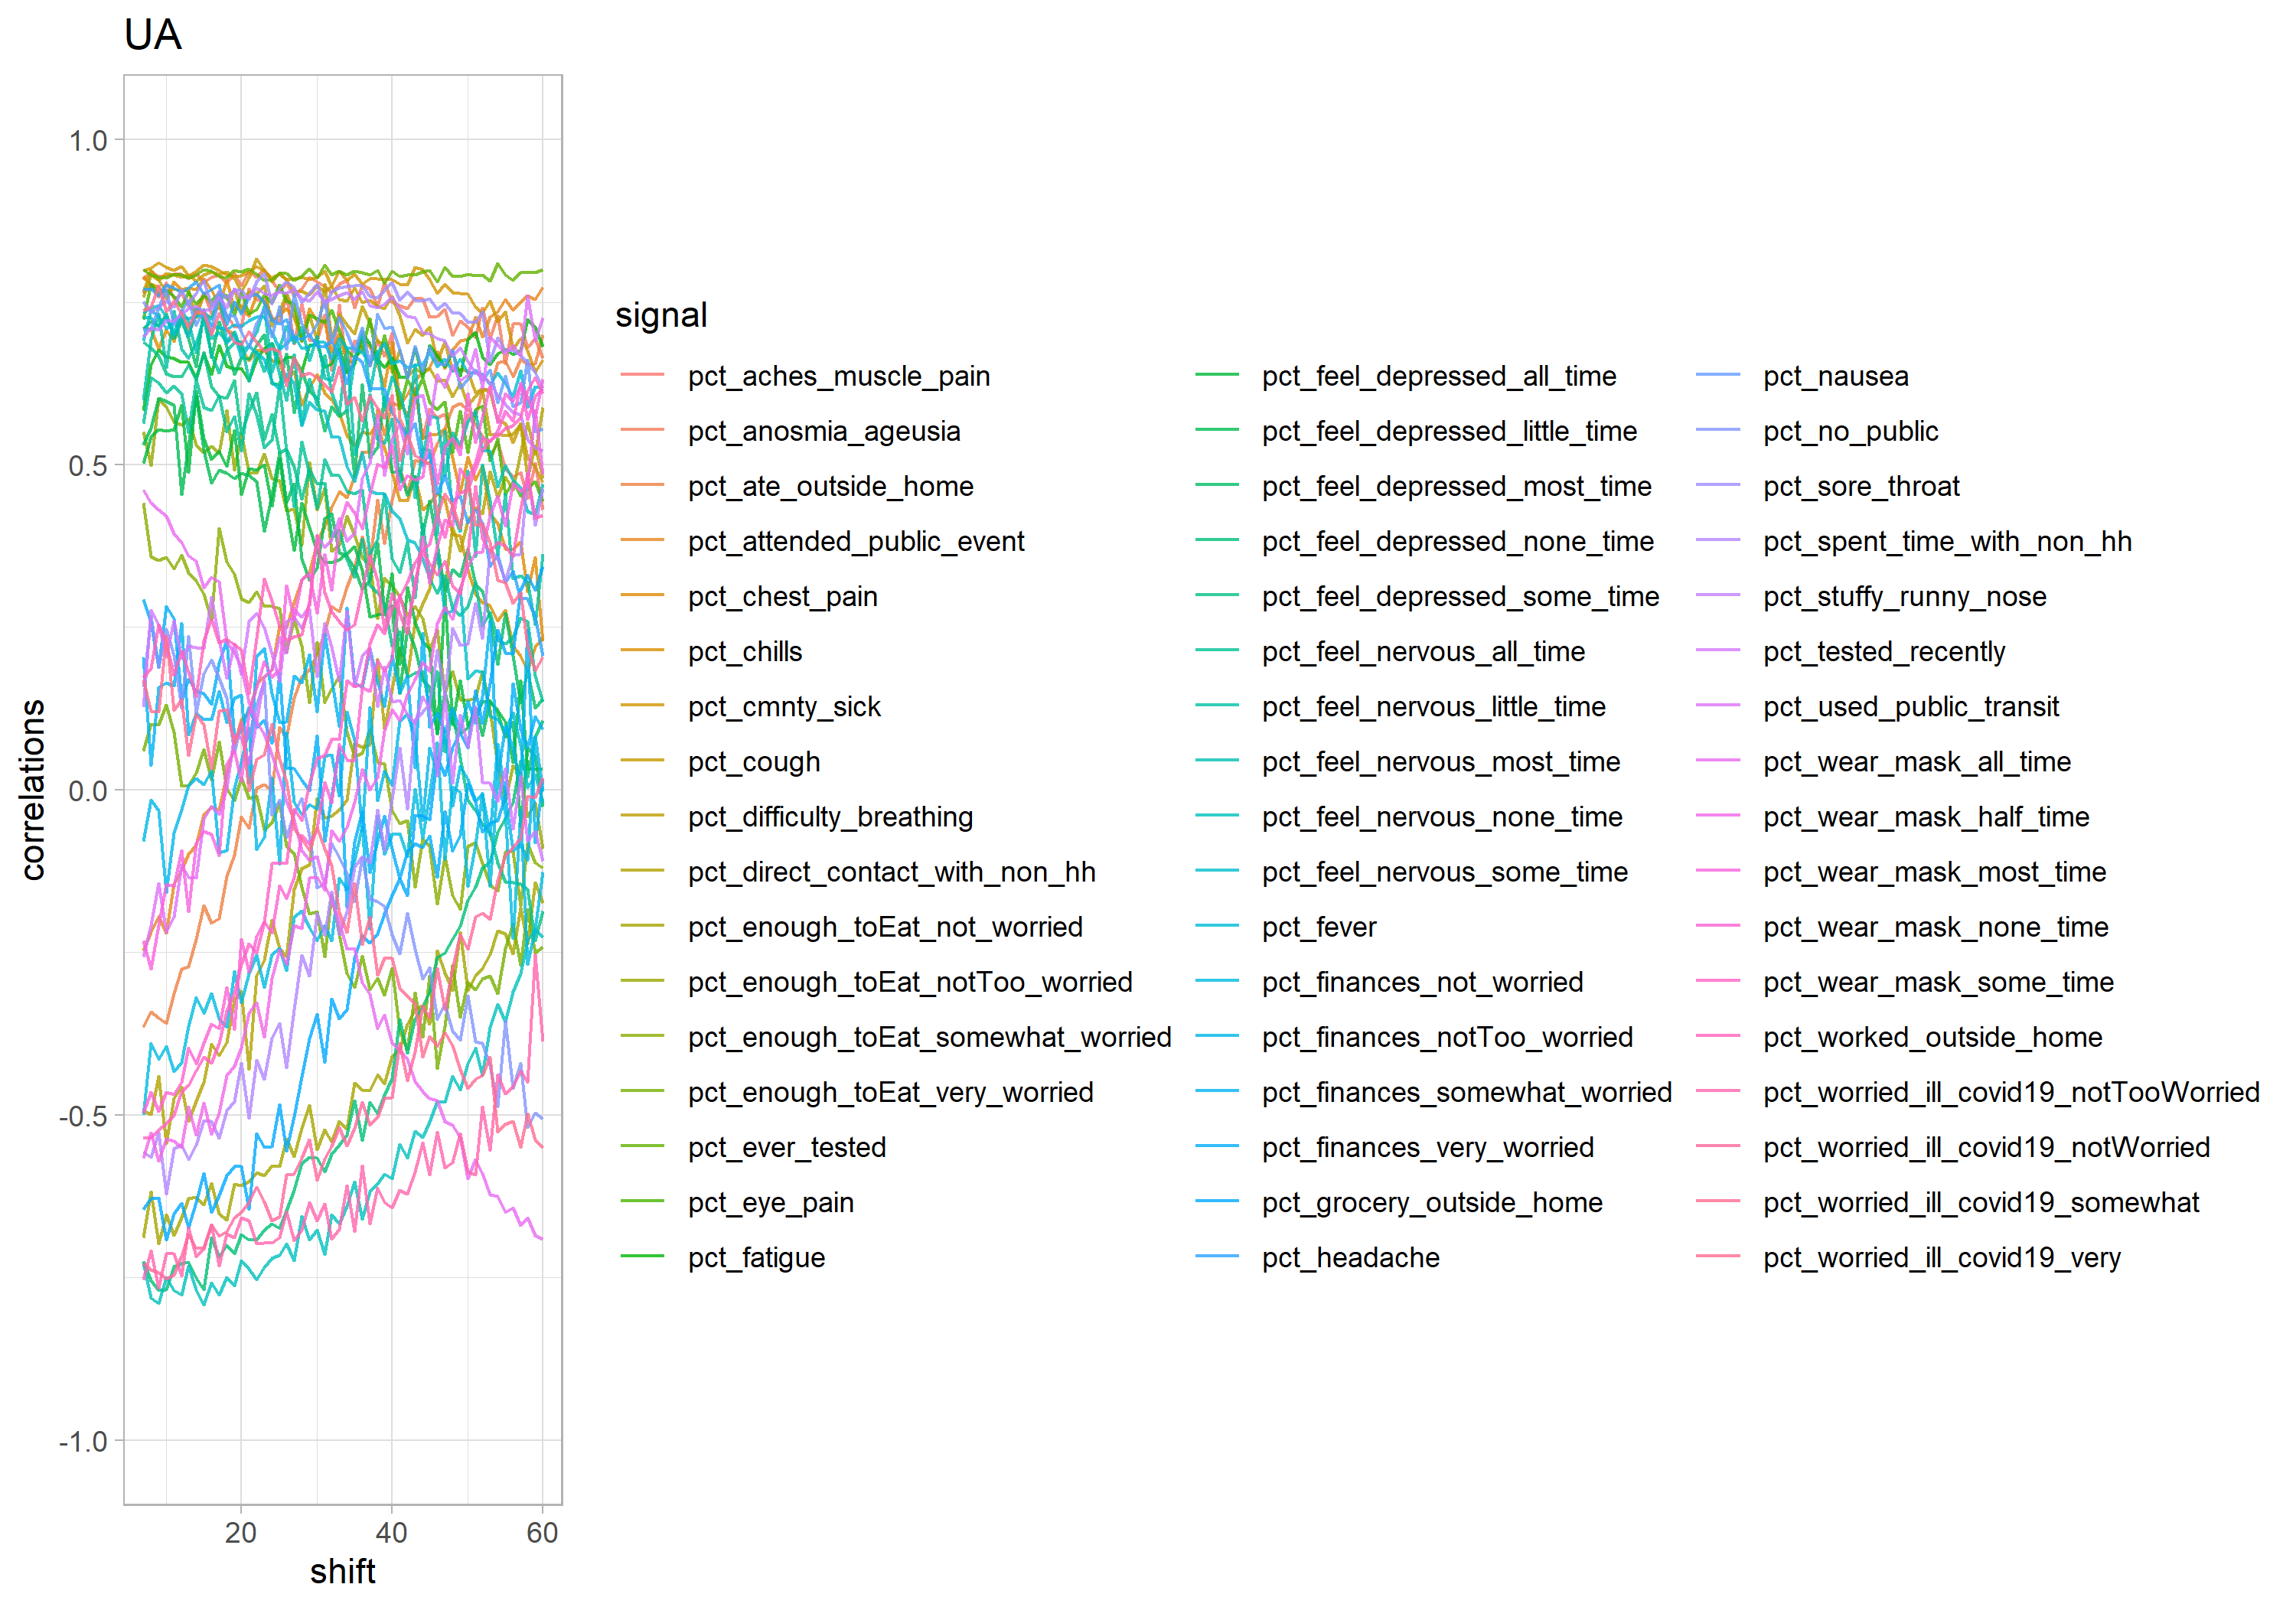 UA
correlations
1.0
0.5
0.0
-0.5
-1.0
20 40 60
shift
signal
pct_aches_muscle_pain
pct_anosmia_ageusia
pct_ate_outside_home
pct_attended_public_event
pct_chest_pain
pct_chills
pct_cmnty_sick
pct_cough
pct_difficulty_breathing
pct_direct_contact_with_non_hh
pct_enough_toEat_not_worried
pct_enough_toEat_notToo_worried
pct_enough_toEat_somewhat_worried
pct_enough_toEat_very_worried
pct_ever_tested
pct_eye_pain
pct_fatigue
pct_feel_depressed_all_time
pct_feel_depressed_little_time
pct_feel_depressed_most_time
pct_feel_depressed_none_time
pct_feel_depressed_some_time
pct_feel_nervous_all_time
pct_feel_nervous_little_time
pct_feel_nervous_most_time
pct_feel_nervous_none_time
pct_feel_nervous_some_time
pct_fever
pct_finances_not_worried
pct_finances_notToo_worried
pct_finances_somewhat_worried
pct_finances_very_worried
pct_grocery_outside_home
pct_headache
pct_nausea
pct_no_public
pct_sore_throat
pct_spent_time_with_non_hh
pct_stuffy_runny_nose
pct_tested_recently
pct_used_public_transit
pct_wear_mask_all_time
pct_wear_mask_half_time
pct_wear_mask_most_time
pct_wear_mask_none_time
pct_wear_mask_some_time
pct_worked_outside_home
pct_worried_ill_covid19_notTooWorried
pct_worried_ill_covid19_notWorried
pct_worried_ill_covid19_somewhat
pct_worried_ill_covid19_very